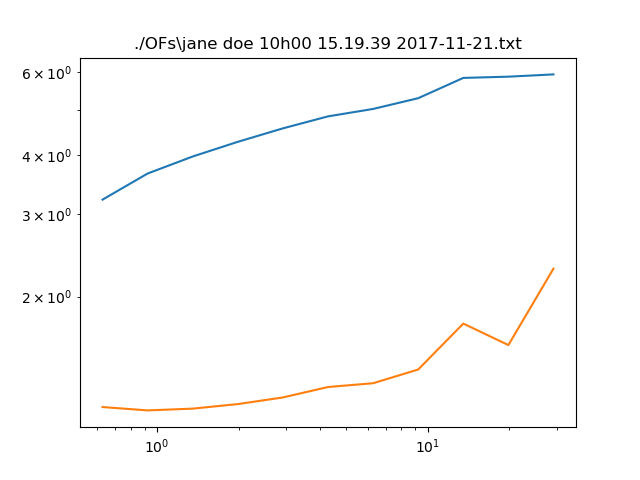 ./OFs\jane doe 10h00 15.19.39 2017-11-21.txt
6 × 10⁰
4 × 10⁰
3 × 10⁰
2 × 10⁰
10⁰ 10¹